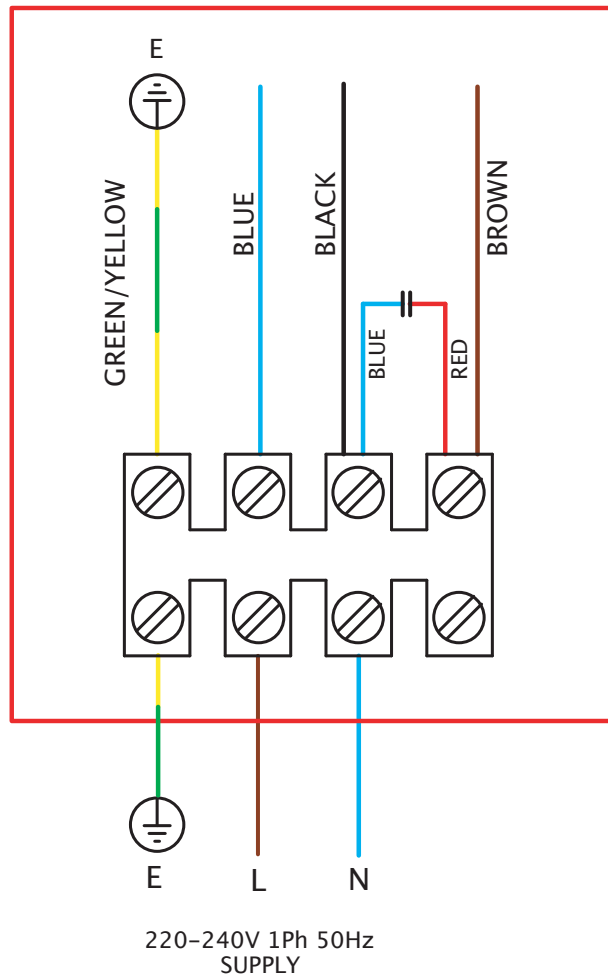 E
GREEN/YELLOW
BLUE
BLACK
BROWN
BLUE
RED
E
L
N
220-240V 1Ph 50Hz
SUPPLY